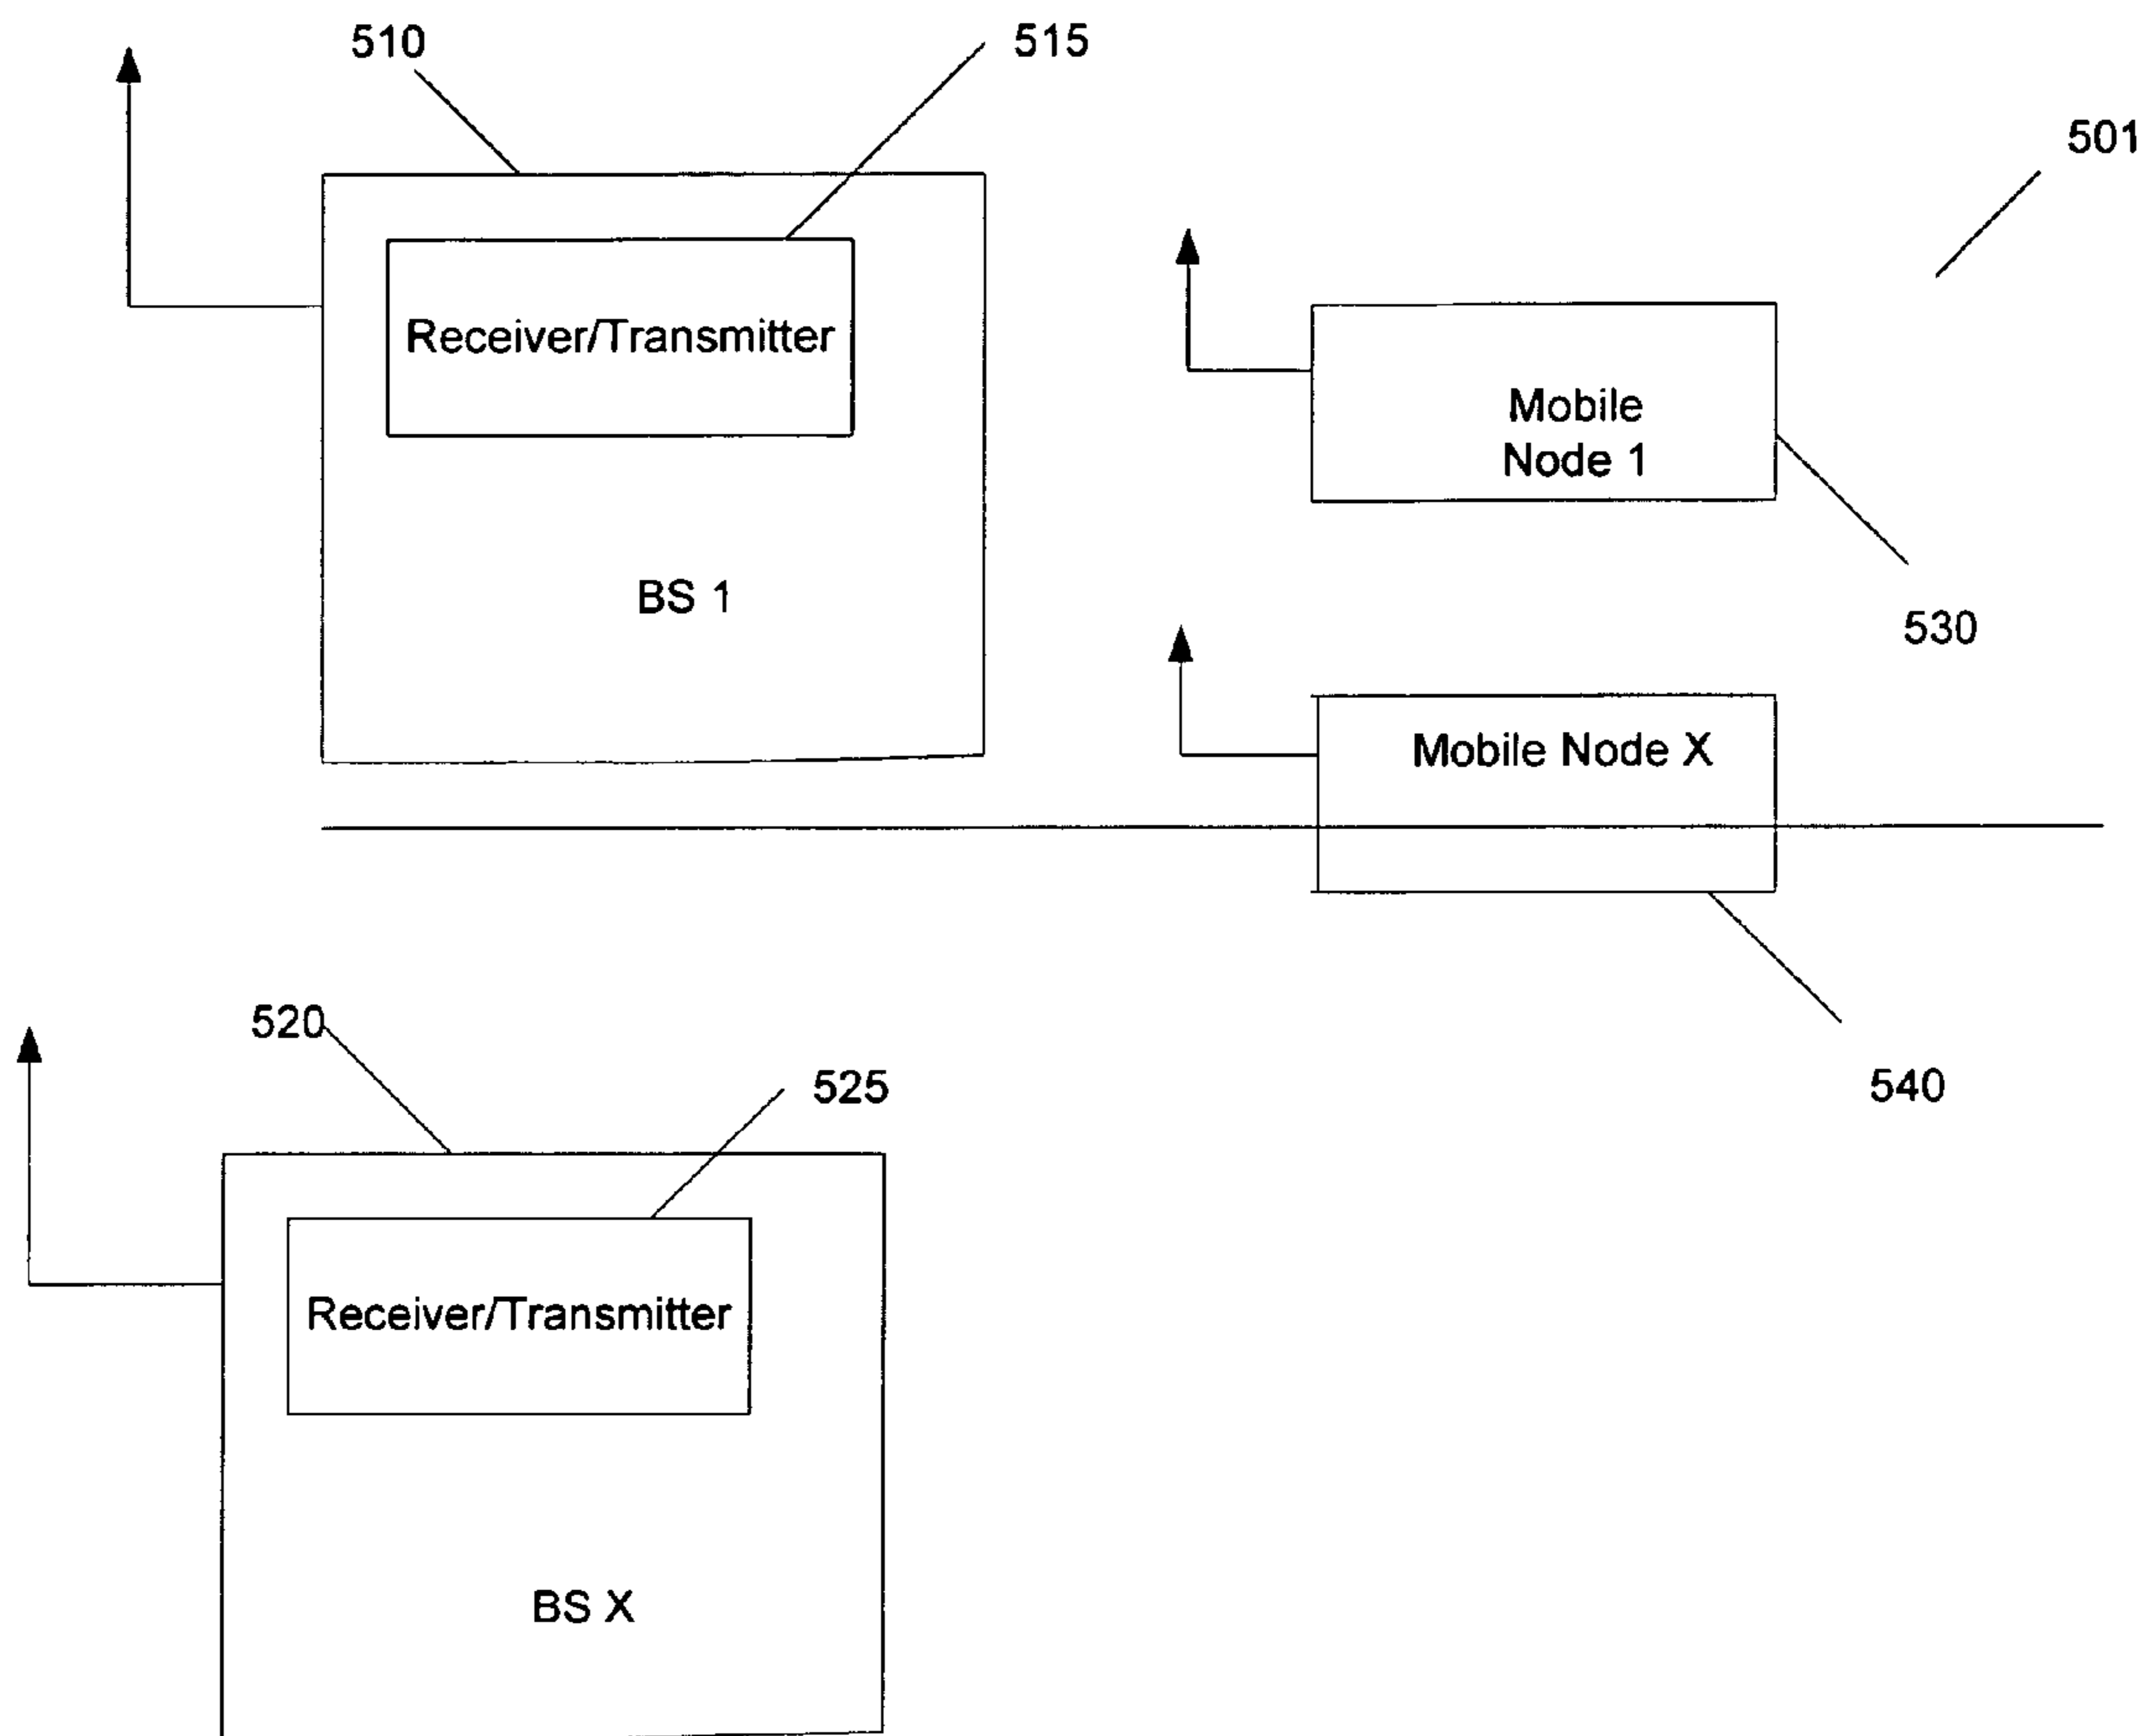 510
515
501
Receiver/Transmitter
Mobile
Node 1
BS 1
530
Mobile Node X
520
525
540
Receiver/Transmitter
BS X